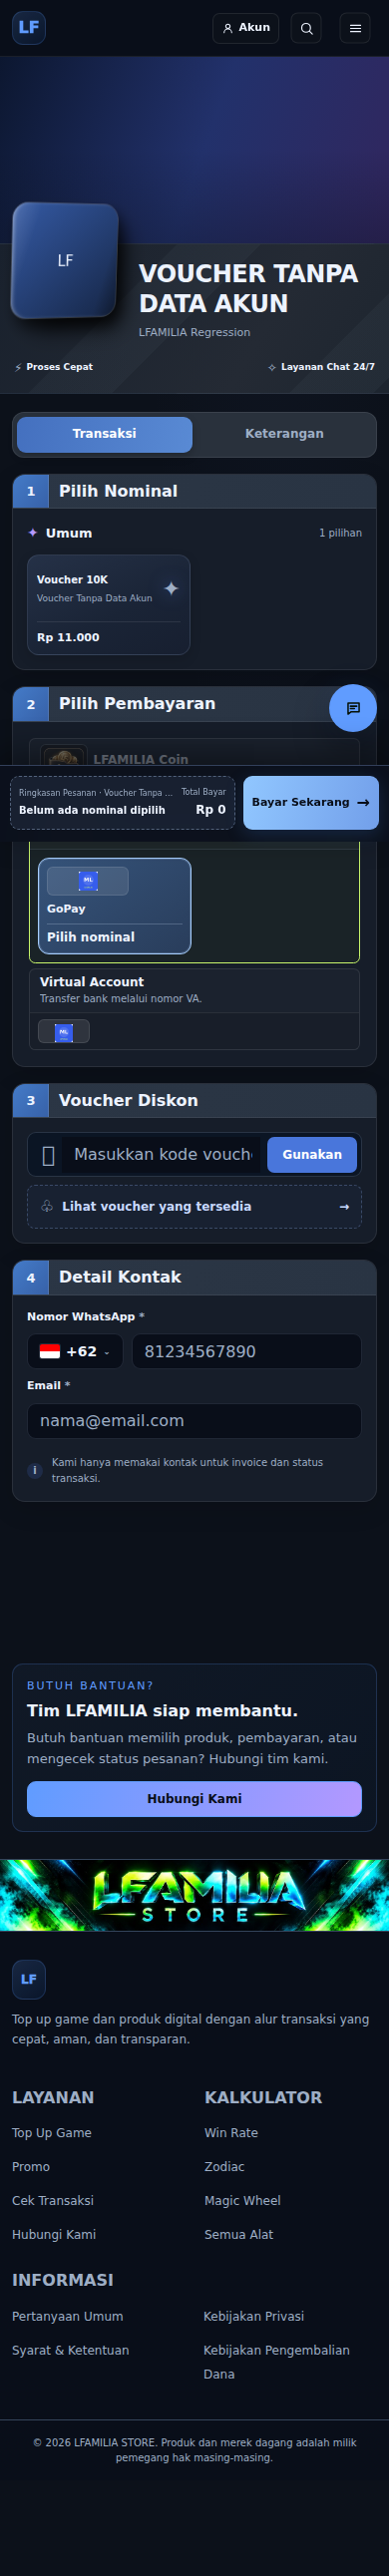 LF
Akun
LF
VOUCHER TANPA
DATA AKUN
LFAMILIA Regression
Proses Cepat
Layanan Chat 24/7
Transaksi
Keterangan
1
Pilih Nominal
Umum
1 pilihan
Voucher 10K
Voucher Tanpa Data Akun
Rp 11.000
2
Pilih Pembayaran
LFAMILIA Coin
Ringkasan Pesanan · Voucher Tanpa ...
Total Bayar
Belum ada nominal dipilih
Rp 0
Bayar Sekarang →
ML
GoPay
Pilih nominal
Virtual Account
Transfer bank melalui nomor VA.
ML
3
Voucher Diskon
Masukkan kode vouch
Gunakan
Lihat voucher yang tersedia →
4
Detail Kontak
Nomor WhatsApp *
+62
81234567890
Email *
nama@email.com
i
Kami hanya memakai kontak untuk invoice dan status
transaksi.
BUTUH BANTUAN?
Tim LFAMILIA siap membantu.
Butuh bantuan memilih produk, pembayaran, atau
mengecek status pesanan? Hubungi tim kami.
Hubungi Kami
LFAMILIA
STORE
LF
Top up game dan produk digital dengan alur transaksi yang
cepat, aman, dan transparan.
LAYANAN
KALKULATOR
Top Up Game
Win Rate
Promo
Zodiac
Cek Transaksi
Magic Wheel
Hubungi Kami
Semua Alat
INFORMASI
Pertanyaan Umum
Kebijakan Privasi
Syarat & Ketentuan
Kebijakan Pengembalian
Dana
© 2026 LFAMILIA STORE. Produk dan merek dagang adalah milik
pemegang hak masing-masing.